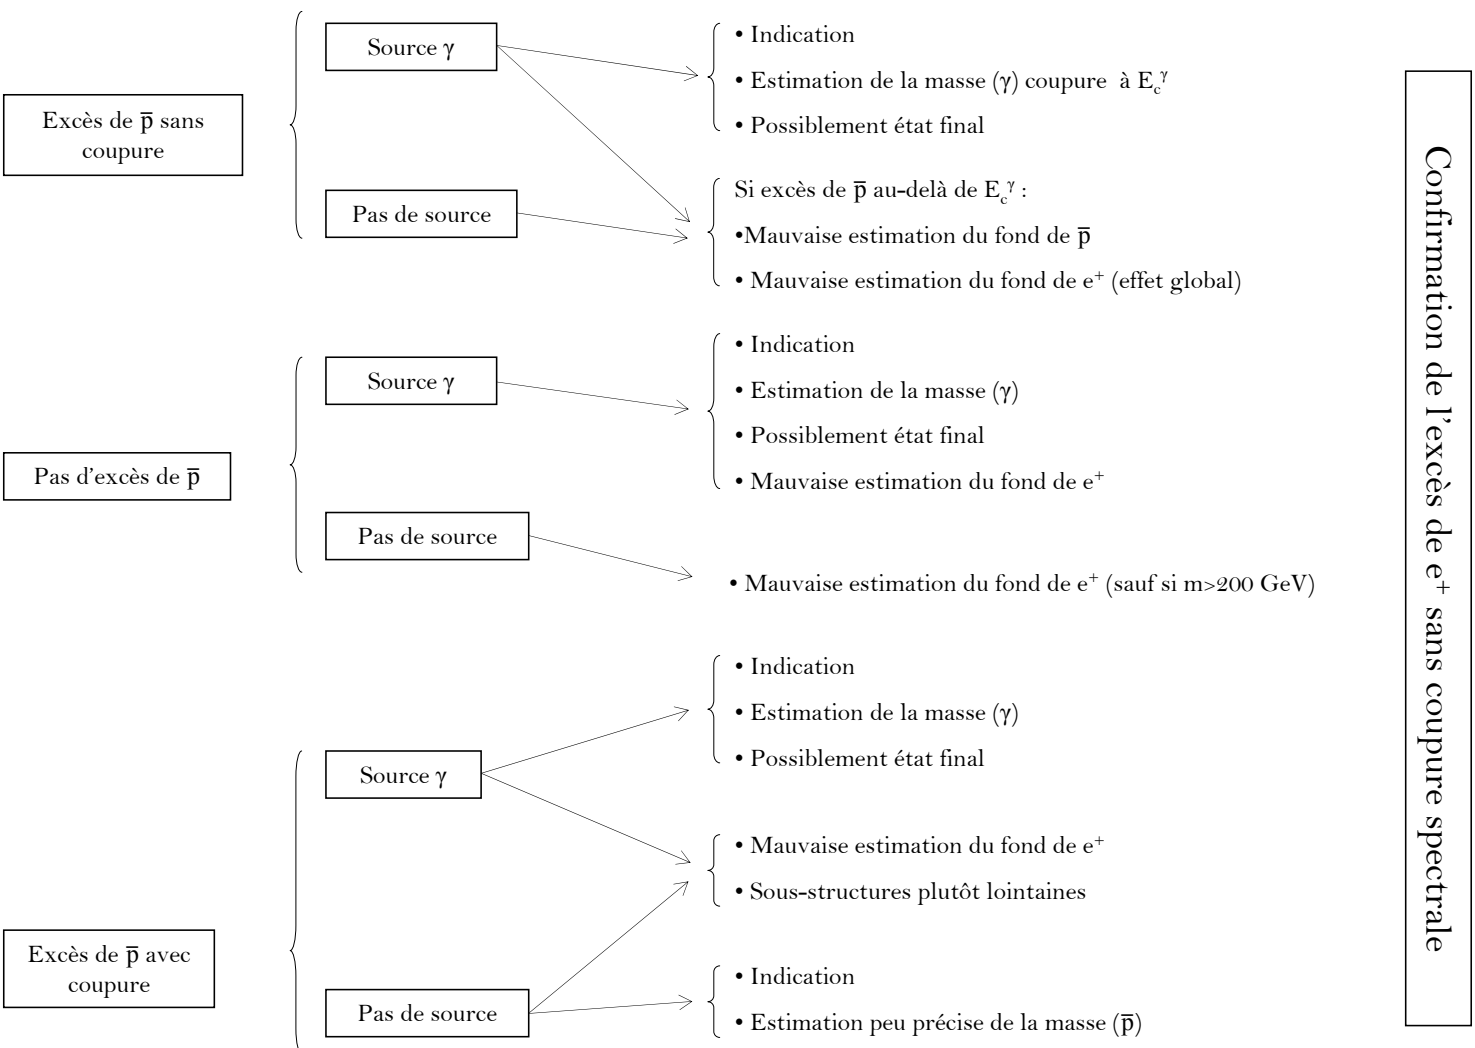 Excès de p̅ sans
coupure
Source γ
• Indication
• Estimation de la masse (γ) coupure à E_c^γ
• Possiblement état final
Pas de source
Si excès de p̅ au-delà de E_c^γ :
•Mauvaise estimation du fond de p̅
• Mauvaise estimation du fond de e⁺ (effet global)
Pas d'excès de p̅
Source γ
• Indication
• Estimation de la masse (γ)
• Possiblement état final
• Mauvaise estimation du fond de e⁺
Pas de source
• Mauvaise estimation du fond de e⁺ (sauf si m>200 GeV)
Excès de p̅ avec
coupure
Source γ
• Indication
• Estimation de la masse (γ)
• Possiblement état final
• Mauvaise estimation du fond de e⁺
• Sous-structures plutôt lointaines
Pas de source
• Indication
• Estimation peu précise de la masse (p̅)
Confirmation de l'excès de e⁺ sans coupure spectrale